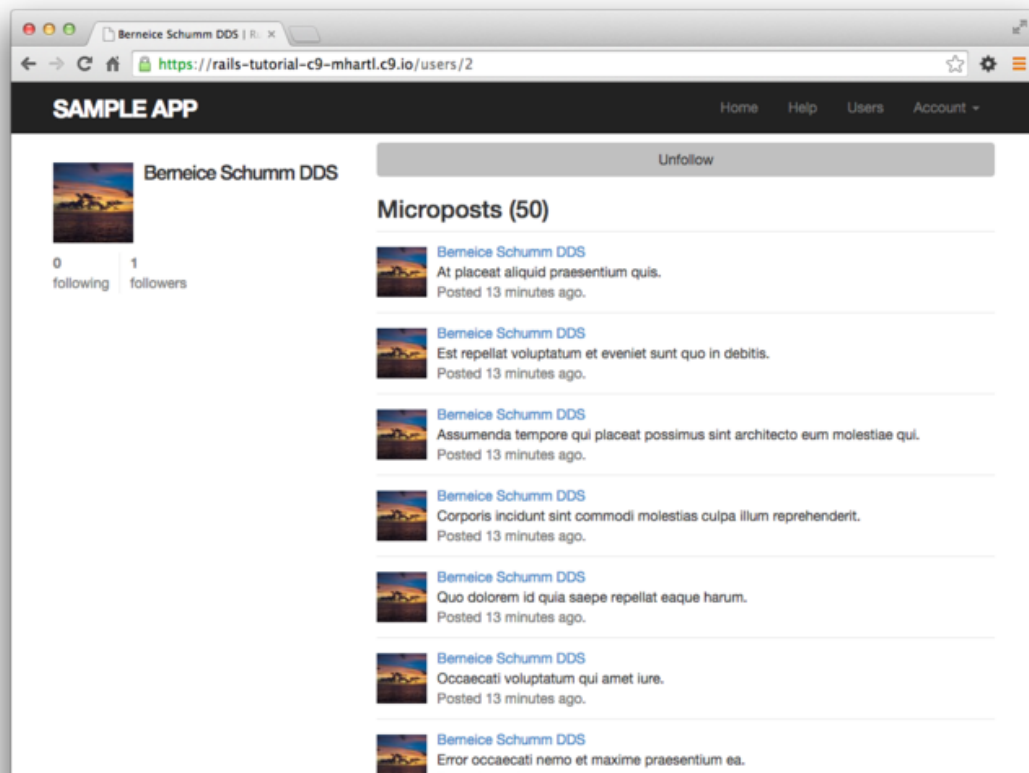 Berneice Schumm DDS | R
https://rails-tutorial-c9-mhartl.c9.io/users/2
SAMPLE APP
Home Help Users Account
Berneice Schumm DDS
0 following
1 followers
Unfollow
Microposts (50)
Berneice Schumm DDS
At placeat aliquid praesentium quis.
Posted 13 minutes ago.
Berneice Schumm DDS
Est repellat voluptatum et eveniet sunt quo in debitis.
Posted 13 minutes ago.
Berneice Schumm DDS
Assumenda tempore qui placeat possimus sint architecto eum molestiae qui.
Posted 13 minutes ago.
Berneice Schumm DDS
Corporis incidunt sint commodi molestias culpa illum reprehenderit.
Posted 13 minutes ago.
Berneice Schumm DDS
Quo dolorem id quia saepe repellat eaque harum.
Posted 13 minutes ago.
Berneice Schumm DDS
Occaecati voluptatum qui amet iure.
Posted 13 minutes ago.
Berneice Schumm DDS
Error occaecati nemo et maxime praesentium ea.